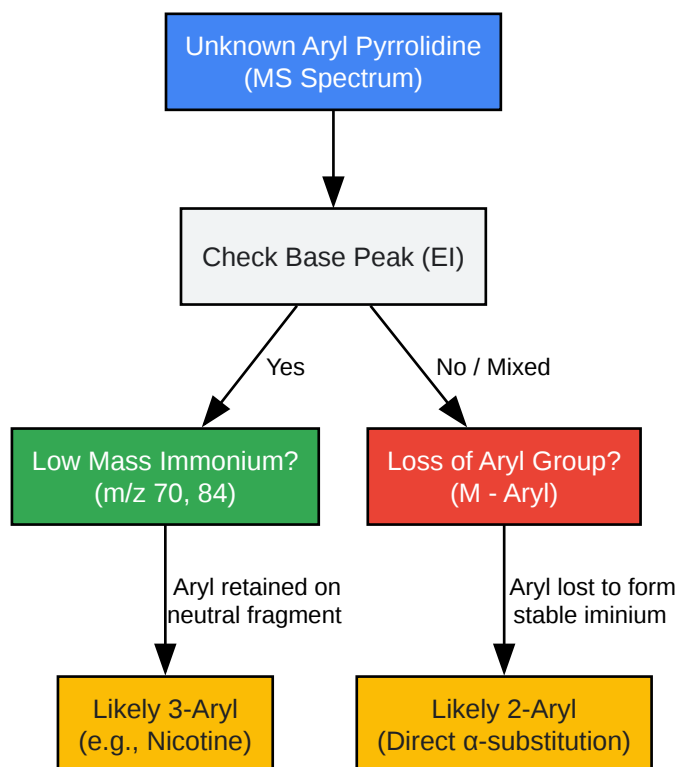 Unknown Aryl Pyrrolidine
(MS Spectrum)
Check Base Peak (EI)
Yes
No / Mixed
Low Mass Immonium?
(m/z 70, 84)
Loss of Aryl Group?
(M - Aryl)
Aryl retained on
neutral fragment
Aryl lost to form
stable iminium
Likely 3-Aryl
(e.g., Nicotine)
Likely 2-Aryl
(Direct α-substitution)